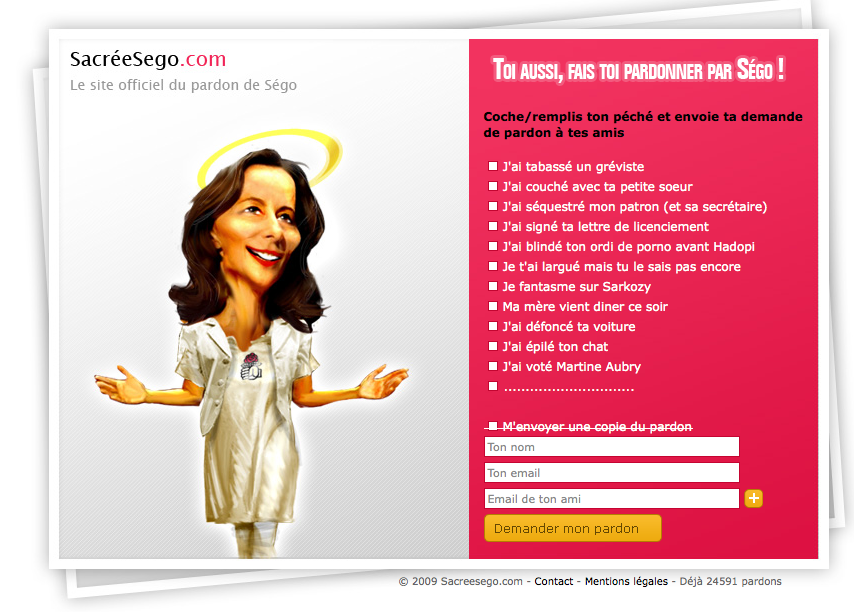 SacréeSego.com
Le site officiel du pardon de Ségo
Toi aussi, fais toi pardonner par Ségo !
Coche/remplis ton péché et envoie ta demande
de pardon à tes amis
J'ai tabassé un gréviste
J'ai couché avec ta petite soeur
J'ai séquestré mon patron (et sa secrétaire)
J'ai signé ta lettre de licenciement
J'ai blindé ton ordi de porno avant Hadopi
Je t'ai largué mais tu le sais pas encore
Je fantasme sur Sarkozy
Ma mère vient diner ce soir
J'ai défoncé ta voiture
J'ai épilé ton chat
J'ai voté Martine Aubry
..............................
M'envoyer une copie du pardon
Ton nom
Ton email
Email de ton ami
+
Demander mon pardon
© 2009 Sacreesego.com - Contact - Mentions légales - Déjà 24591 pardons